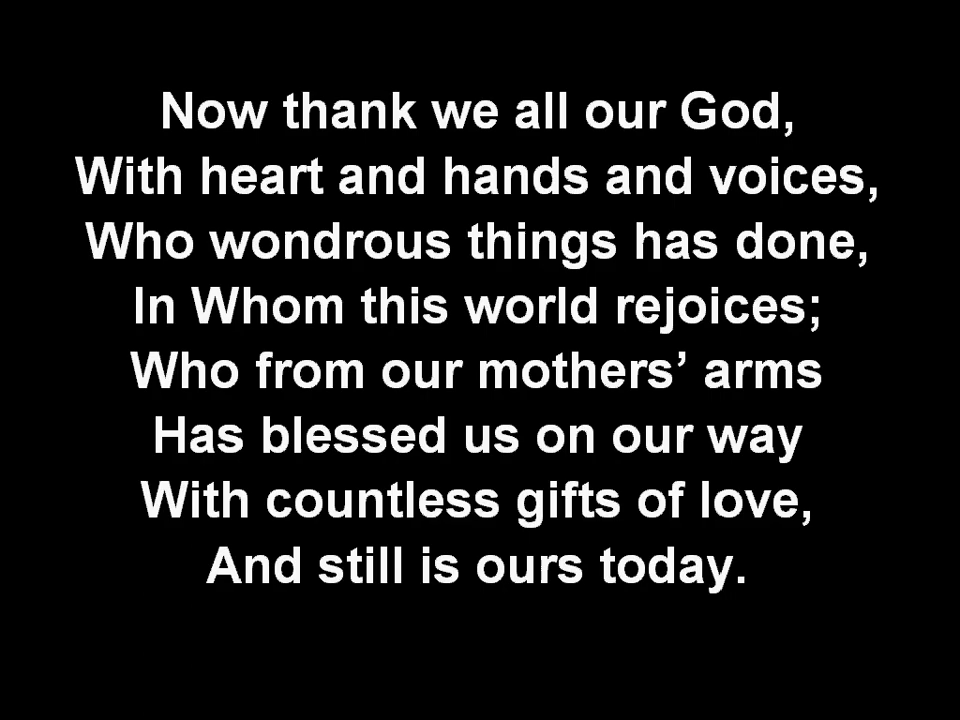 Now thank we all our God,
With heart and hands and voices,
Who wondrous things has done,
In Whom this world rejoices;
Who from our mothers’ arms
Has blessed us on our way
With countless gifts of love,
And still is ours today.